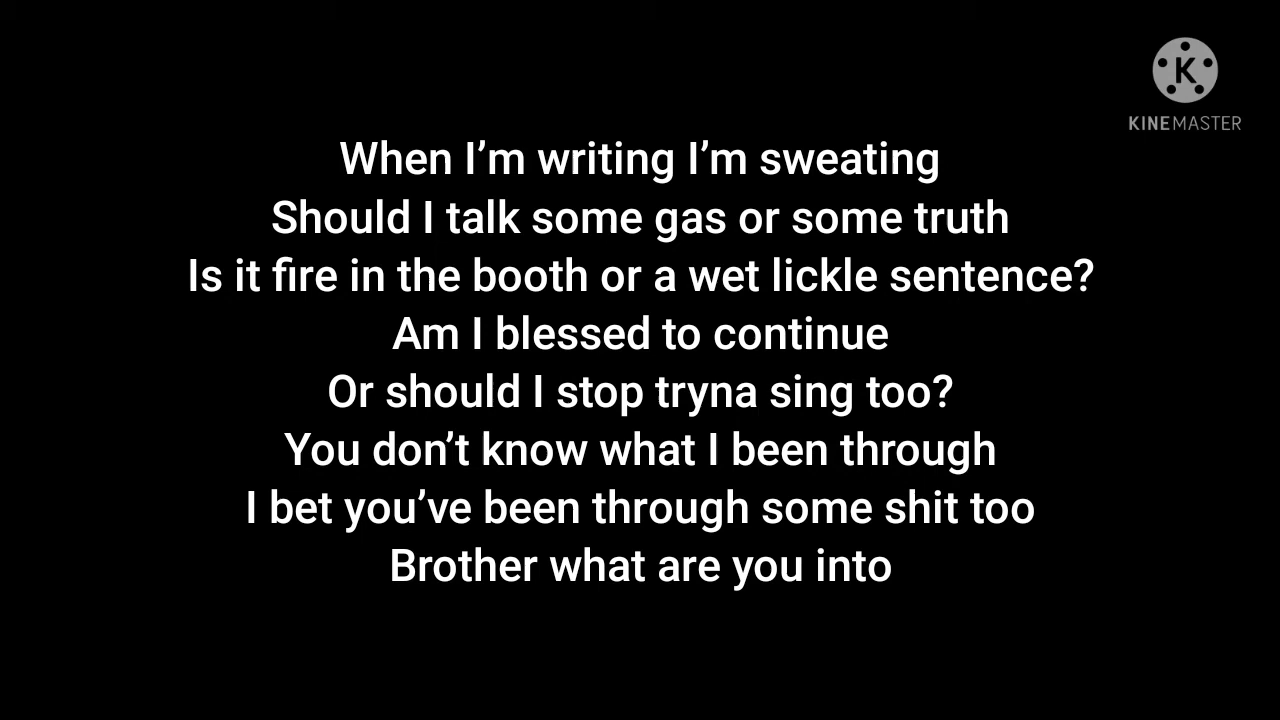 KINEMASTER
When I’m writing I’m sweating
Should I talk some gas or some truth
Is it fire in the booth or a wet lickle sentence?
Am I blessed to continue
Or should I stop tryna sing too?
You don’t know what I been through
I bet you’ve been through some shit too
Brother what are you into